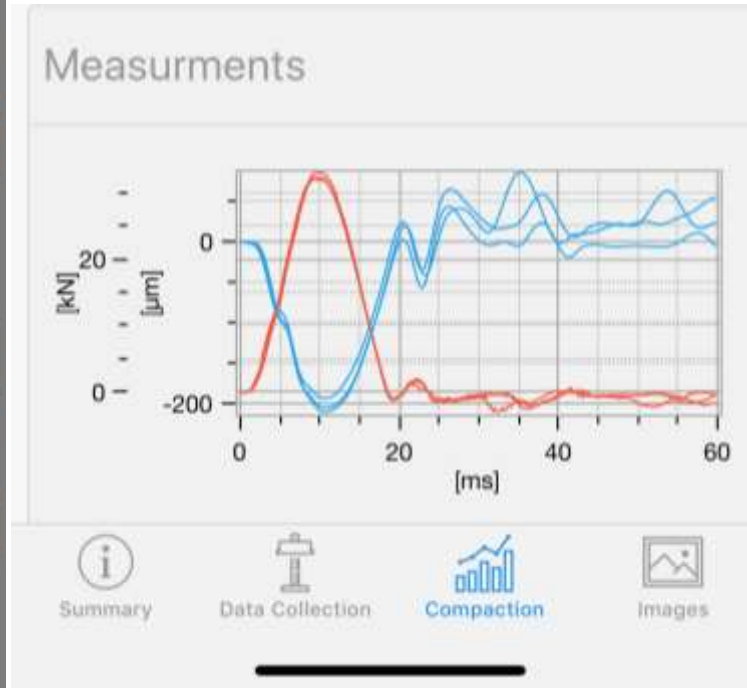 Measurments
0
20
[kN]
[µm]
0
-200
0 20 40 60
[ms]
Summary Data Collection Compaction Images